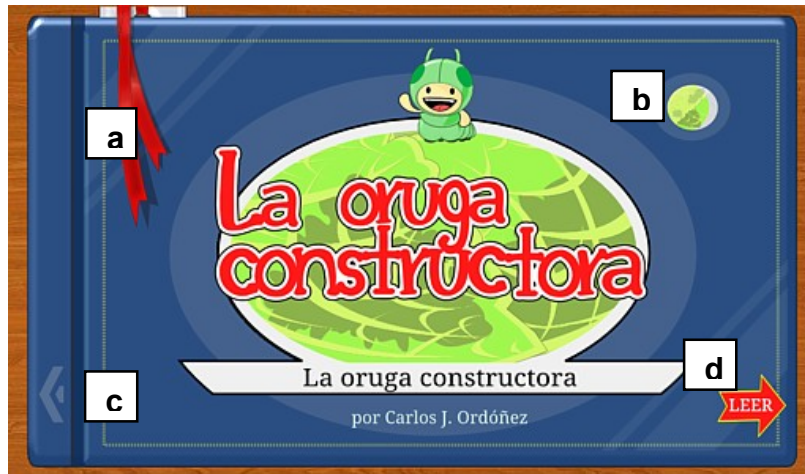 a
b
La oruga
constructora
La oruga constructora
c
d
LEER
por Carlos J. Ordóñez